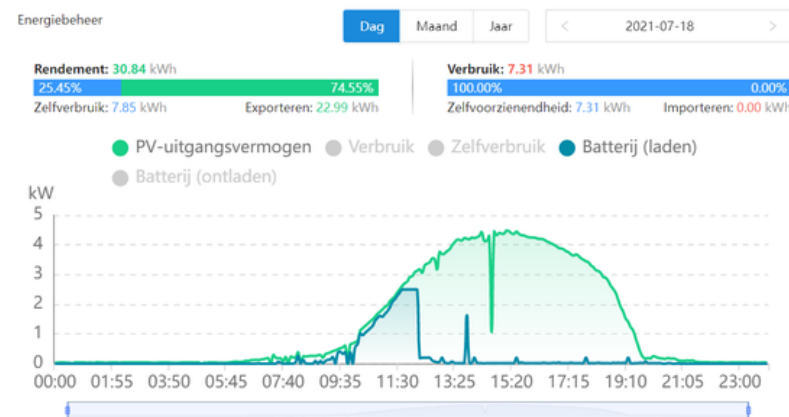 Energiebeheer
Dag Maand Jaar < 2021-07-18 >
Rendement: 30.84 kWh
25.45% 74.55%
Zelfverbruik: 7.85 kWh Exporteren: 22.99 kWh
Verbruik: 7.31 kWh
100.00% 0.00%
Zelfvoorzienendheid: 7.31 kWh Importeren: 0.00 kWh
PV-uitgangsvermogen Verbruik Zelfverbruik Batterij (laden)
Batterij (ontladen)
kW
5
4
3
2
1
0
00:00 01:55 03:50 05:45 07:40 09:35 11:30 13:25 15:20 17:15 19:10 21:05 23:00